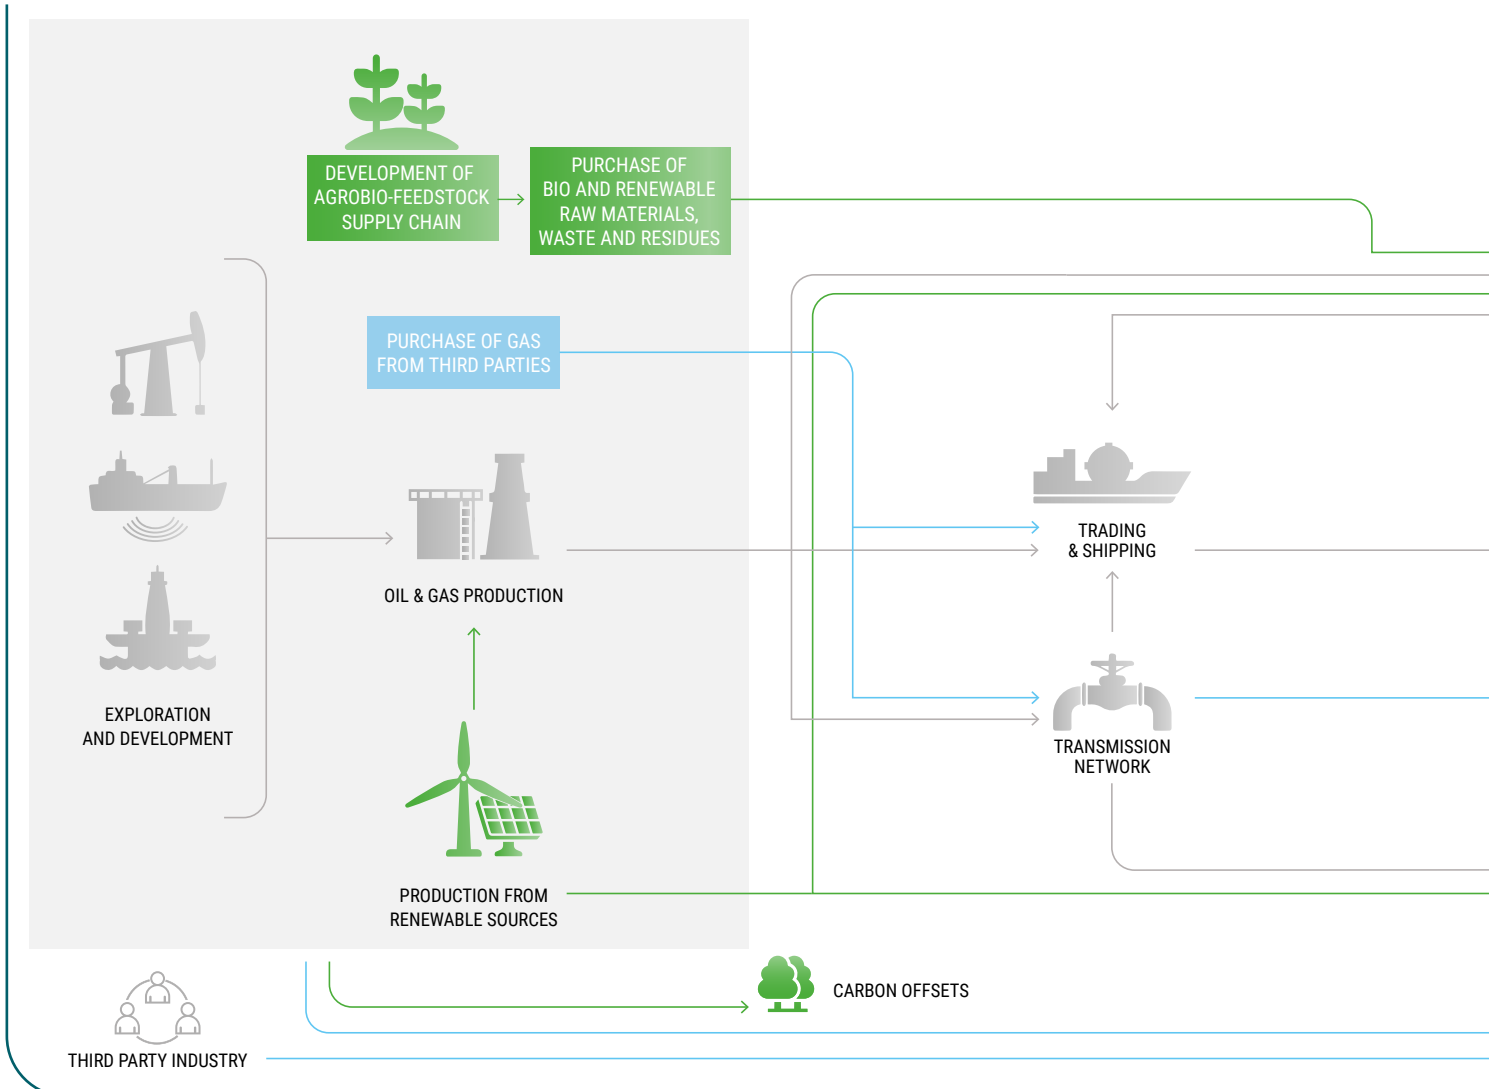 DEVELOPMENT OF
AGROBIO-FEEDSTOCK
SUPPLY CHAIN
PURCHASE OF
BIO AND RENEWABLE
RAW MATERIALS,
WASTE AND RESIDUES
PURCHASE OF GAS
FROM THIRD PARTIES
TRADING
& SHIPPING
OIL & GAS PRODUCTION
EXPLORATION
AND DEVELOPMENT
TRANSMISSION
NETWORK
PRODUCTION FROM
RENEWABLE SOURCES
CARBON OFFSETS
THIRD PARTY INDUSTRY